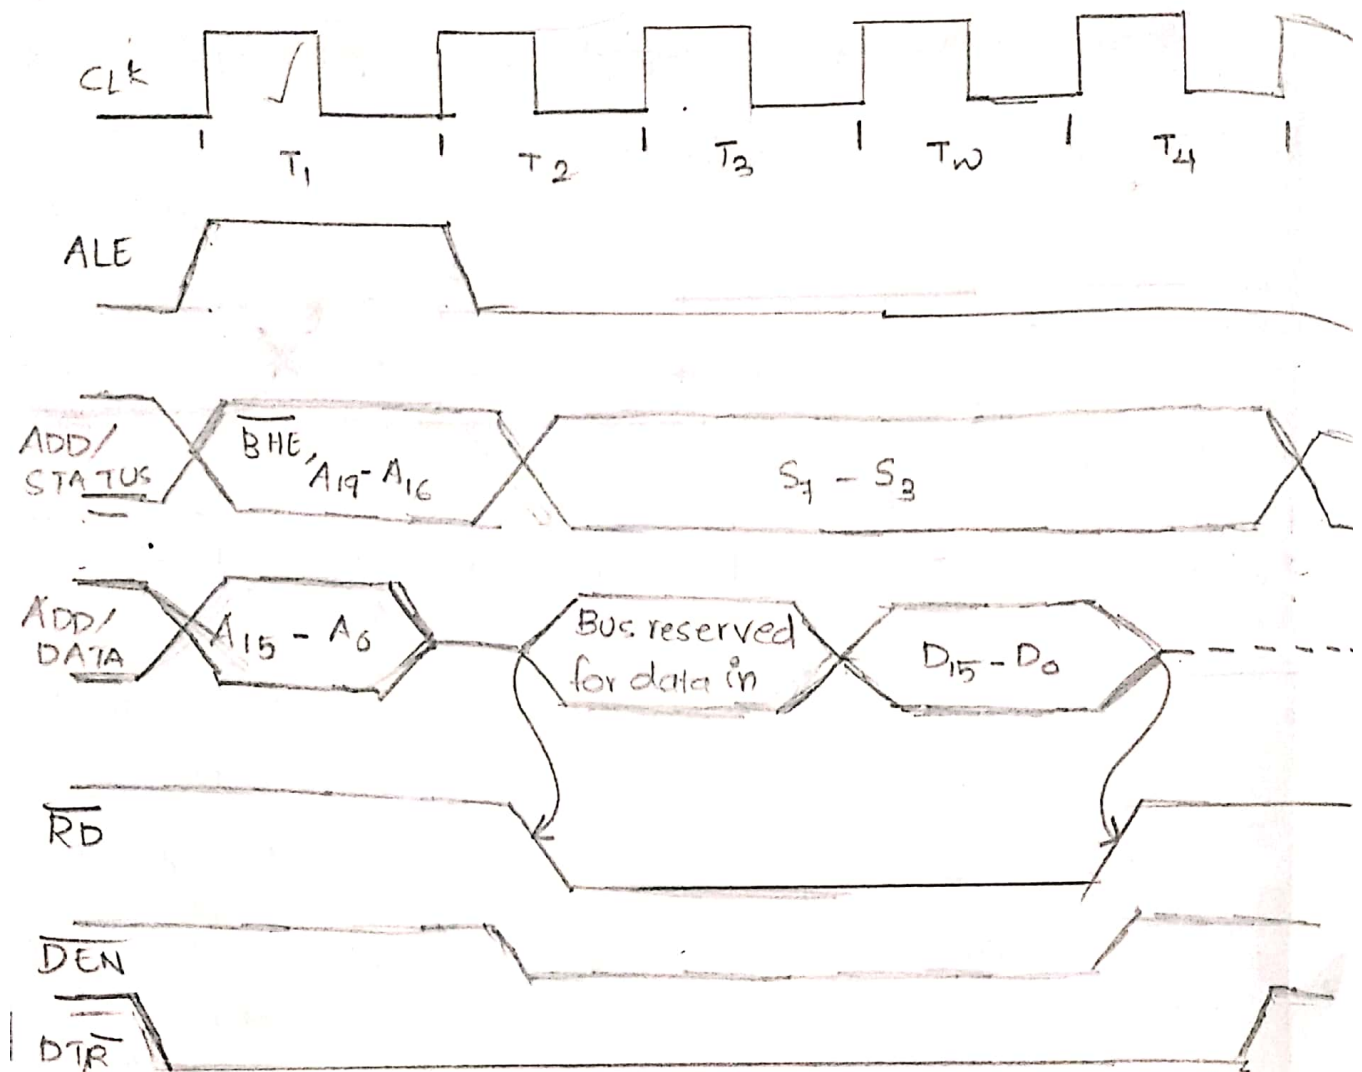 CLK
T1 T2 T3 TW T4
ALE
ADD/
STATUS
BHE, A19 - A16
S7 - S3
ADD/
DATA
A15 - A0
Bus reserved
for data in
D15 - D0
RD
DEN
DTR